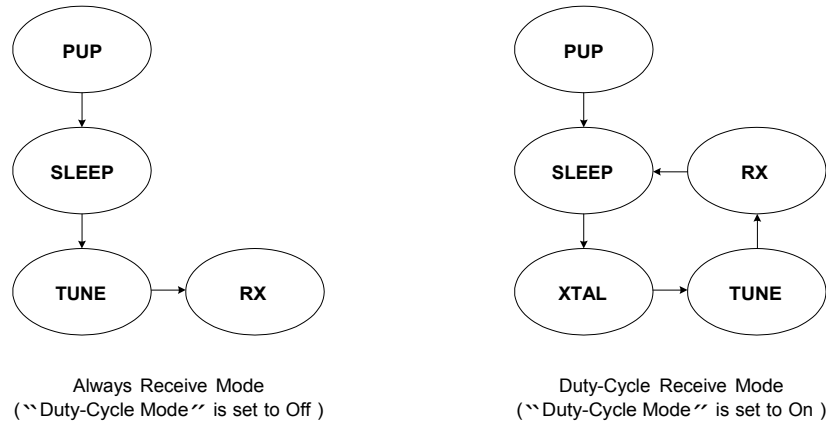 PUP
SLEEP
TUNE
RX
Always Receive Mode
(``Duty-Cycle Mode´´ is set to Off )
PUP
SLEEP
RX
XTAL
TUNE
Duty-Cycle Receive Mode
(``Duty-Cycle Mode´´ is set to On )